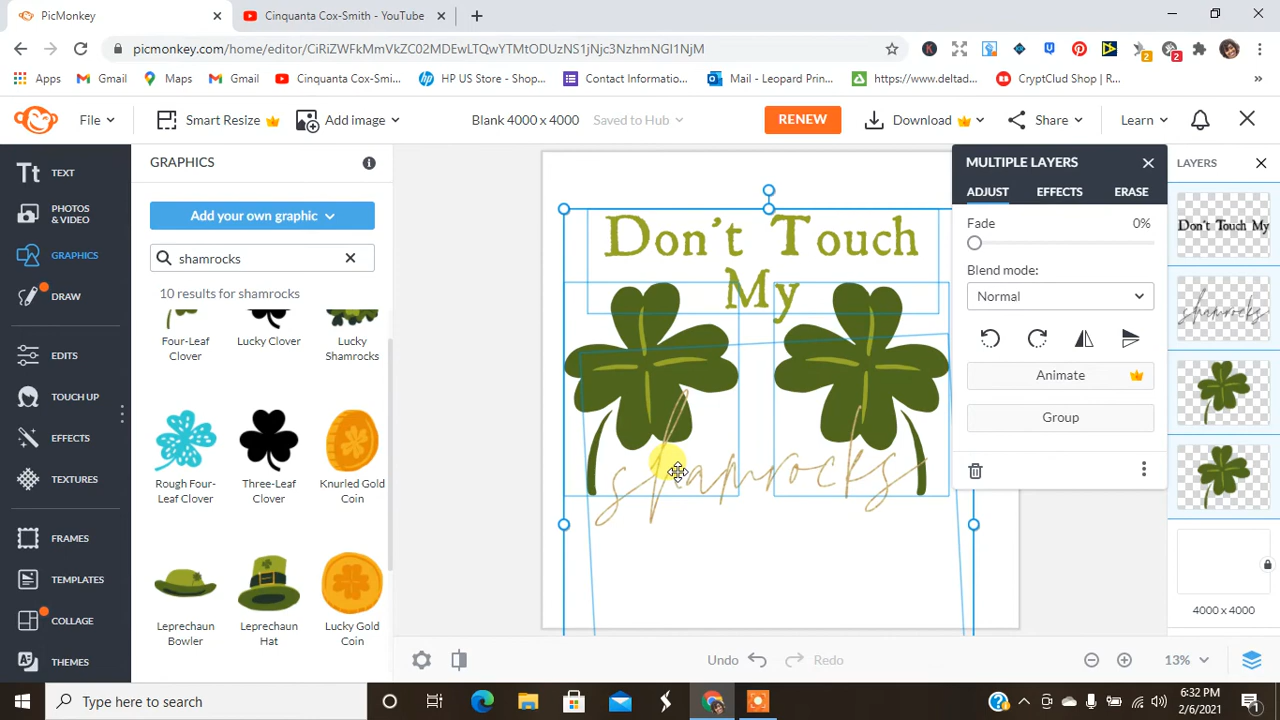 PicMonkey
Cinquanta Cox-Smith - YouTube
picmonkey.com/home/editor/CiRiZWFkMmVkZC02MDEwLTQwYTMtODUzNS1jNjc3NzhmNGI1NjM
Apps
Gmail
Maps
Gmail
Cinquanta Cox-Smi...
HP US Store - Shop...
Contact Informatio...
Mail - Leopard Prin...
https://www.deltad...
CryptClud Shop | R...
File
Smart Resize
Add image
Blank 4000 x 4000
Saved to Hub
RENEW
Download
Share
Learn
Tt TEXT
PHOTOS
& VIDEO
GRAPHICS
DRAW
EDITS
TOUCH UP
EFFECTS
TEXTURES
FRAMES
TEMPLATES
COLLAGE
THEMES
GRAPHICS
Add your own graphic
shamrocks
10 results for shamrocks
Four-Leaf
Clover
Lucky Clover
Lucky
Shamrocks
Rough Four-
Leaf Clover
Three-Leaf
Clover
Knurled Gold
Coin
Leprechaun
Bowler
Leprechaun
Hat
Lucky Gold
Coin
Don't Touch
My
shamrocks
MULTIPLE LAYERS
ADJUST
EFFECTS
ERASE
Fade
0%
Blend mode:
Normal
Animate
Group
LAYERS
Don't Touch My
shamrocks
4000 x 4000
Undo
Redo
13%
Type here to search
2
2
6:32 PM
2/6/2021
1